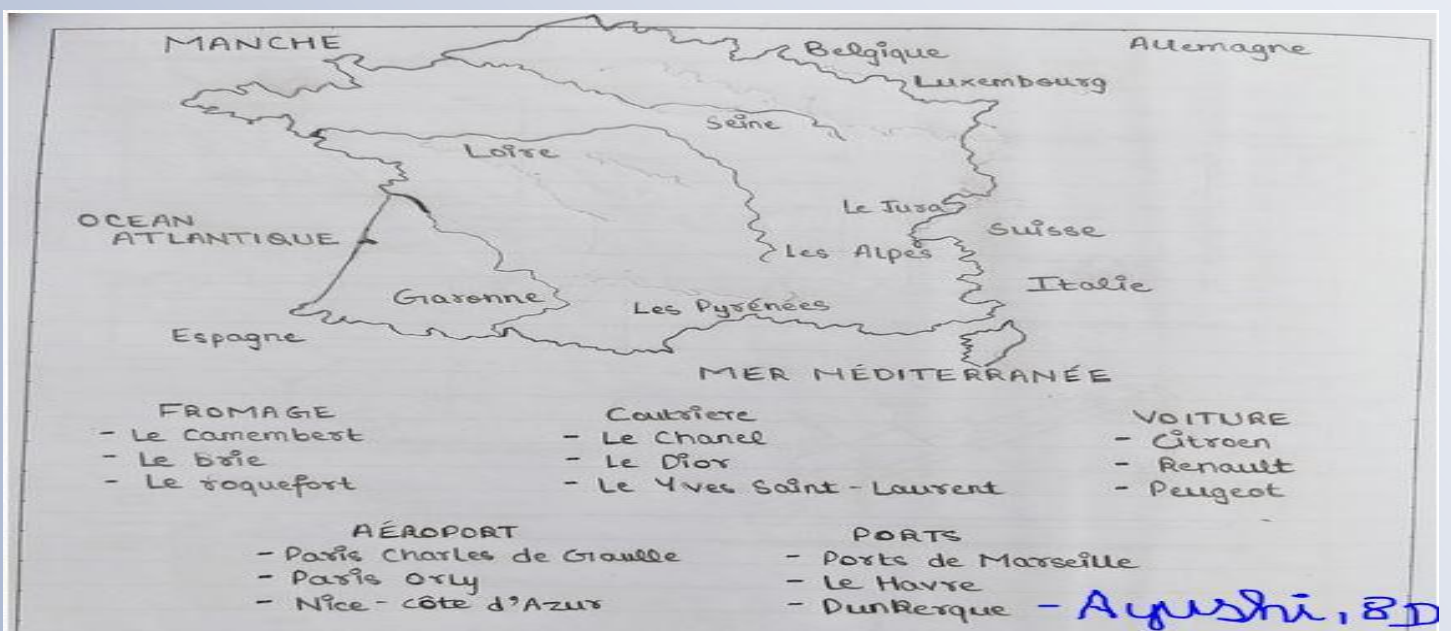 MANCHE
Belgique
Allemagne
Luxembourg
Seine
Loire
Le Jura
OCEAN
ATLANTIQUE
Suisse
Les Alpes
Italie
Garonne
Les Pyrénées
Espagne
MER MÉDITERRANÉE
FROMAGE
- Le Camembert
- Le brie
- Le roquefort
Coutriere
- Le Chanel
- Le Dior
- Le Yves Saint-Laurent
VOITURE
- Citroen
- Renault
- Peugeot
AÉROPORT
- Paris Charles de Giaulle
- Paris Orly
- Nice-côte d'Azur
PORTS
- Ports de Marseille
- Le Havre
- Dunkerque
- Ayushi, 8D